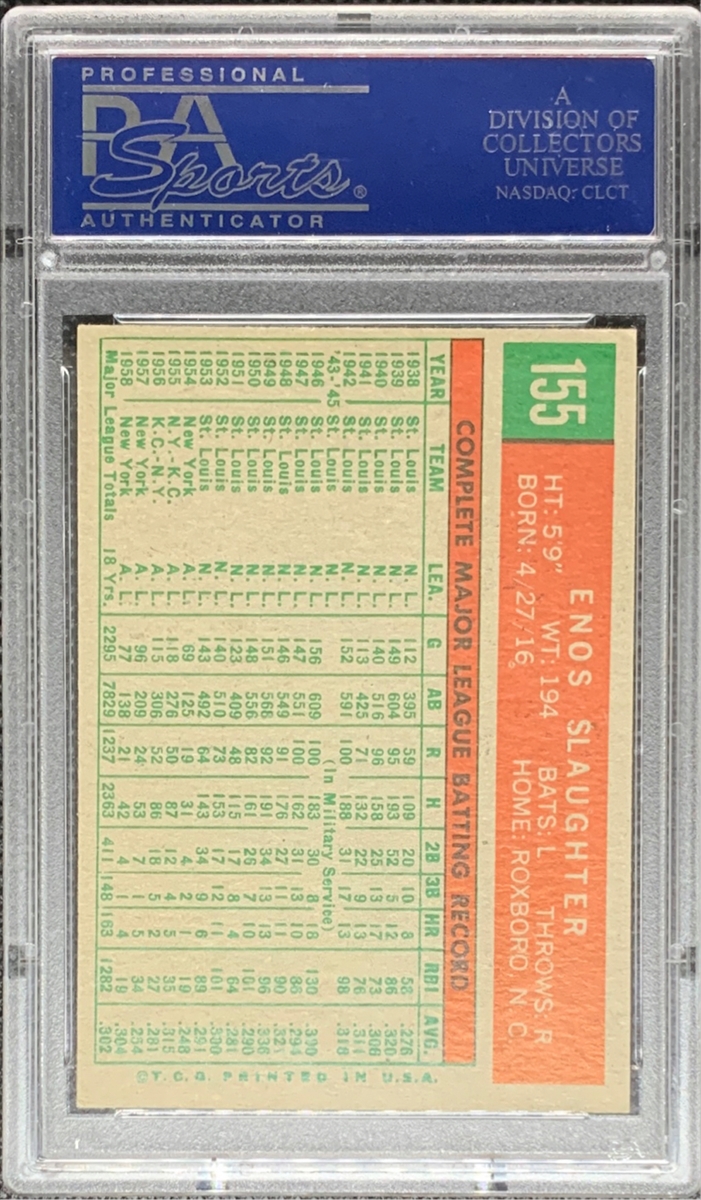 PROFESSIONAL
PSA
Sports®
AUTHENTICATOR
A
DIVISION OF
COLLECTORS
UNIVERSE
NASDAQ: CLCT
155
ENOS SLAUGHTER
HT: 5'9" WT: 194 BATS: L THROWS: R
BORN: 4/27/16 HOME: ROXBORO, N. C.
COMPLETE MAJOR LEAGUE BATTING RECORD
YEAR TEAM LEA. G AB R H 2B 3B HR RBI AVG.
1938 St. Louis N. L. 112 395 59 109 20 10 8 58 .276
1939 St. Louis N. L. 149 604 95 193 52 5 12 86 .320
1940 St. Louis N. L. 140 516 96 158 25 13 17 73 .306
1941 St. Louis N. L. 113 425 71 132 22 9 13 76 .311
1942 St. Louis N. L. 152 591 100 188 31 17 13 98 .318
'43-'45 St. Louis N. L. (In Military Service)
1946 St. Louis N. L. 156 609 100 183 30 8 18 130 .300
1947 St. Louis N. L. 147 551 100 162 31 13 10 86 .294
1948 St. Louis N. L. 146 549 91 176 27 11 11 90 .321
1949 St. Louis N. L. 151 568 92 191 34 13 13 96 .336
1950 St. Louis N. L. 148 556 82 161 26 7 10 101 .290
1951 St. Louis N. L. 123 409 48 115 17 8 4 64 .281
1952 St. Louis N. L. 140 510 73 153 17 12 11 101 .300
1953 St. Louis N. L. 143 492 64 143 34 9 6 89 .291
1954 New York A. L. 69 125 19 31 4 2 1 19 .248
1955 N.Y.-K.C. A. L. 118 276 50 87 12 4 5 35 .315
1956 K.C.-N.Y. A. L. 115 306 52 86 18 5 2 27 .281
1957 New York A. L. 96 209 24 53 7 1 5 34 .254
1958 New York A. L. 77 138 21 42 4 1 4 19 .304
Major League Totals 18 Yrs. 2295 7829 1237 2363 411 148 163 1282 .302
©T.C.G. PRINTED IN U.S.A.